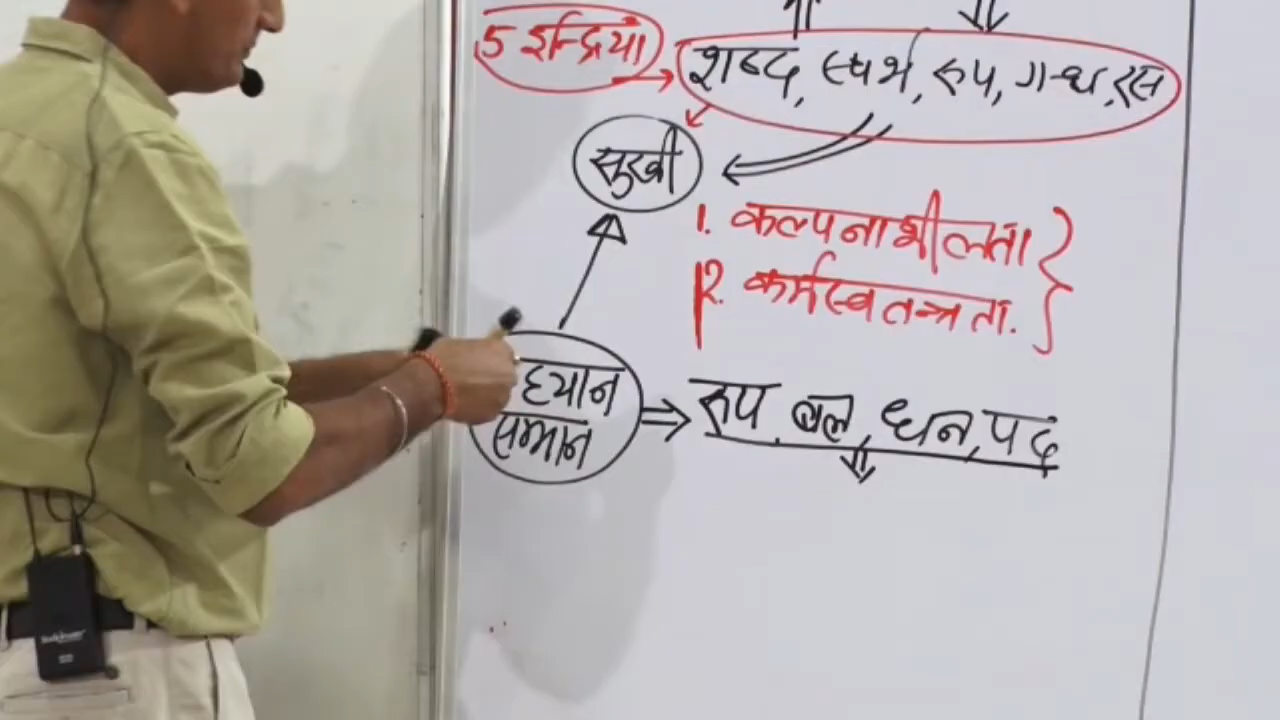 5 इन्द्रियाँ
शब्द, स्पर्श, रूप, गन्ध, रस
सुखी
1. कल्पनाशीलता
2. कर्मस्वतन्त्रता.
ध्यान
सम्मान
रूप, बल, धन, पद